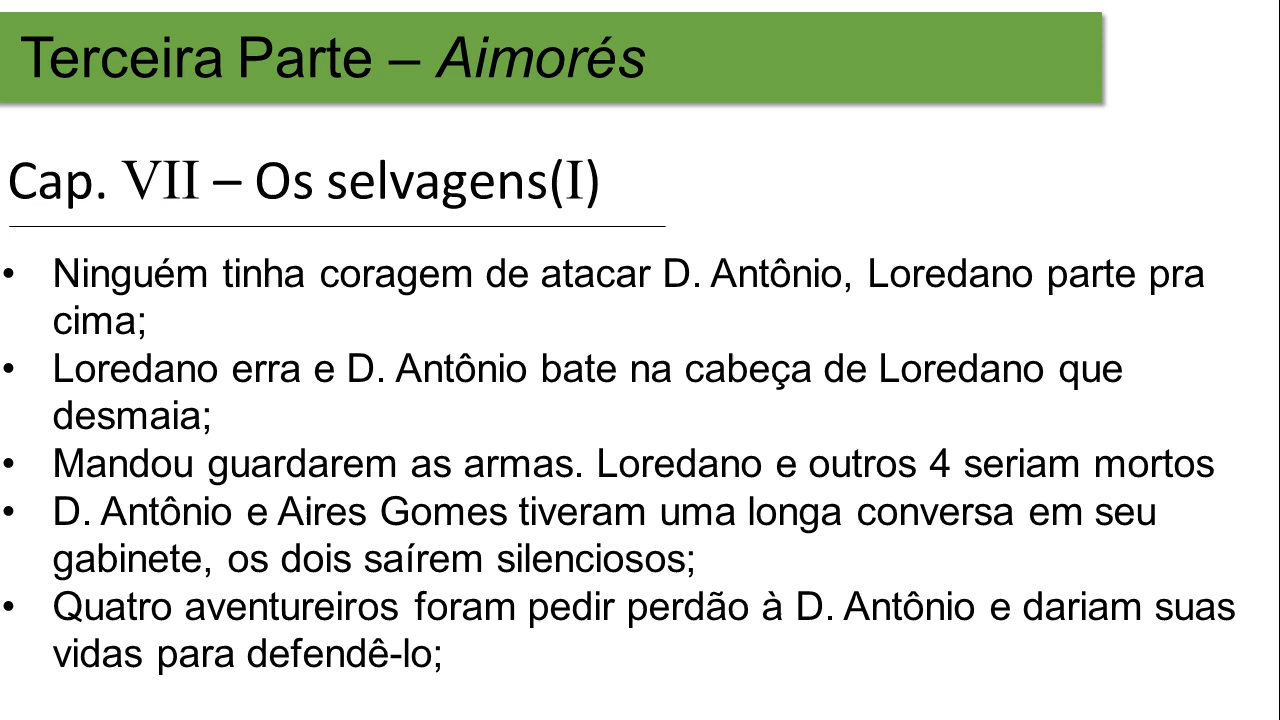 Terceira Parte – Aimorés
Cap. VII – Os selvagens(I)
• Ninguém tinha coragem de atacar D. Antônio, Loredano parte pra
cima;
• Loredano erra e D. Antônio bate na cabeça de Loredano que
desmaia;
• Mandou guardarem as armas. Loredano e outros 4 seriam mortos
• D. Antônio e Aires Gomes tiveram uma longa conversa em seu
gabinete, os dois saírem silenciosos;
• Quatro aventureiros foram pedir perdão à D. Antônio e dariam suas
vidas para defendê-lo;